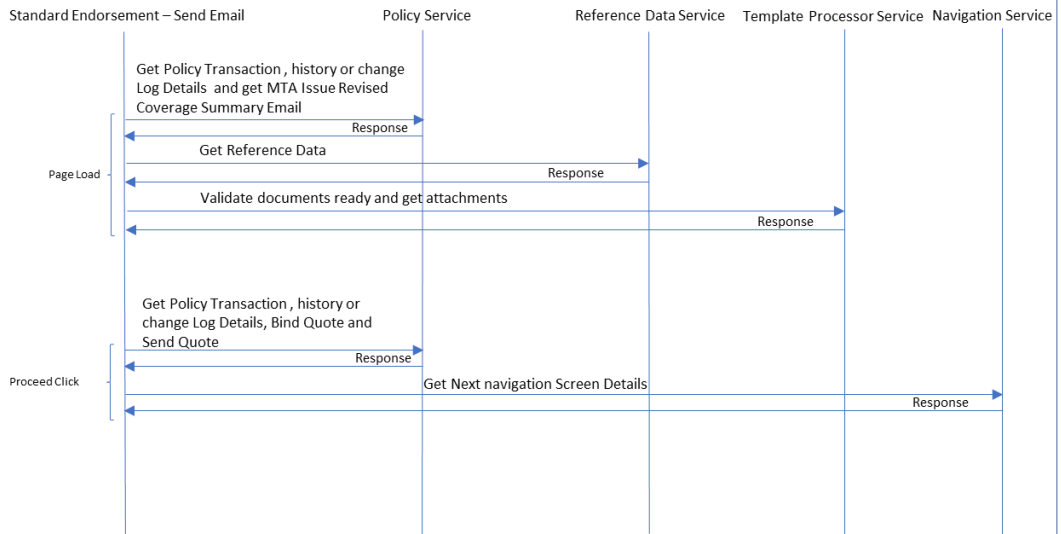 Standard Endorsement – Send Email
Policy Service
Reference Data Service
Template Processor Service
Navigation Service
Get Policy Transaction , history or change
Log Details  and get MTA Issue Revised
Coverage Summary Email
Response
Get Reference Data
Page Load
Response
Validate documents ready and get attachments
Response
Get Policy Transaction , history or
change Log Details, Bind Quote and
Send Quote
Response
Proceed Click
Get Next navigation Screen Details
Response